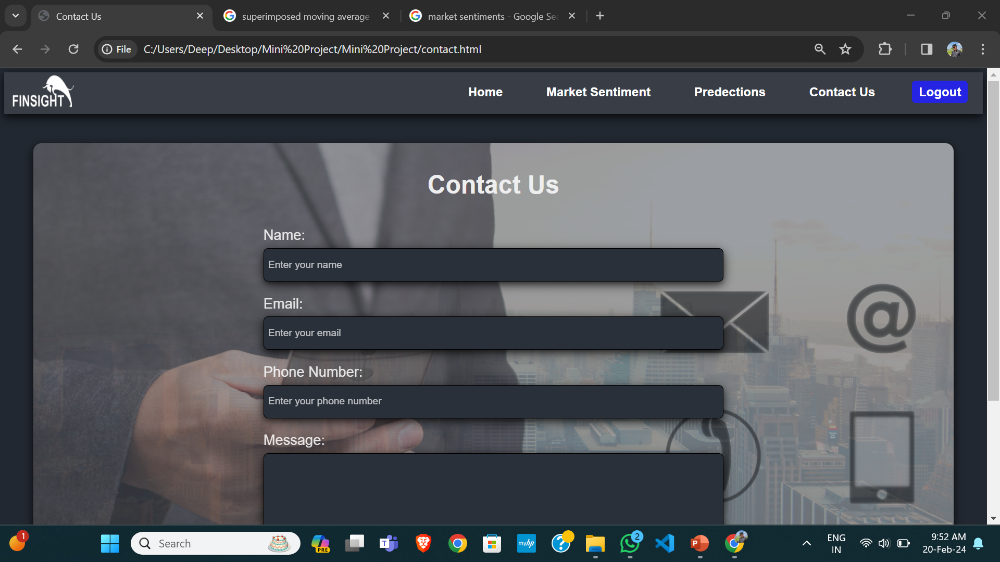 Contact Us
superimposed moving average
market sentiments - Google Sea
File
C:/Users/Deep/Desktop/Mini%20Project/Mini%20Project/contact.html
FINSIGHT
Home
Market Sentiment
Predections
Contact Us
Logout
Contact Us
Name:
Enter your name
Email:
Enter your email
@
Phone Number:
Enter your phone number
Message:
1
Search
PRE
T
myhp
?
2
P
ENG
IN
9:52 AM
20-Feb-24